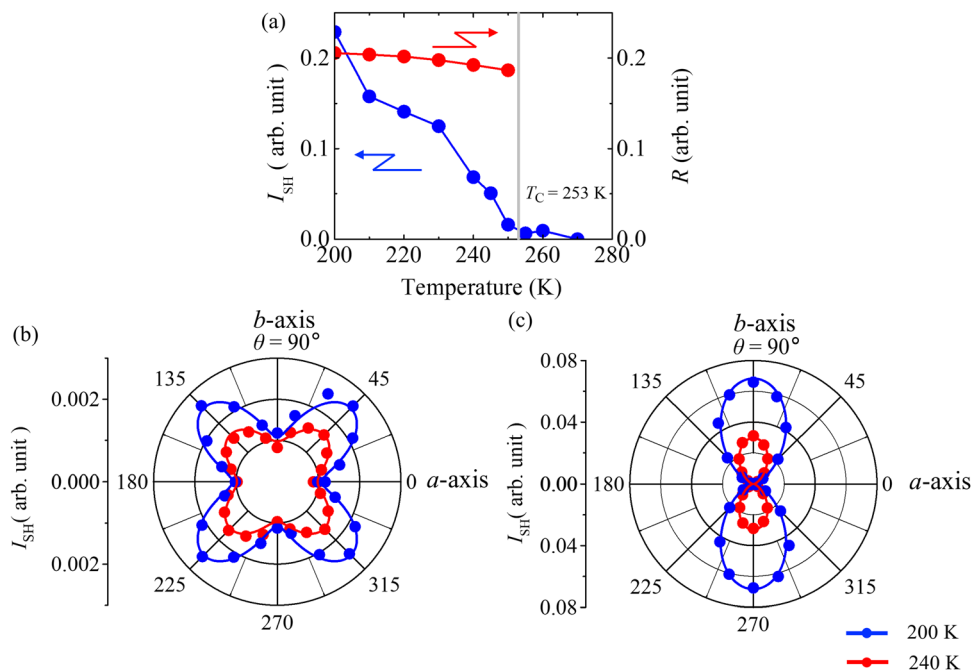 (a)
0.2
0.1
0.0
I_SH ( arb. unit )
0.2
0.1
0.0
R (arb. unit)
T_C = 253 K
200 220 240 260 280
Temperature (K)
(b)
b-axis
θ = 90°
135
45
180
0
a-axis
225
315
270
0.002
0.000
0.002
I_SH ( arb. unit )
(c)
b-axis
θ = 90°
135
45
180
0
a-axis
225
315
270
0.08
0.04
0.00
0.04
0.08
I_SH ( arb. unit )
200 K
240 K